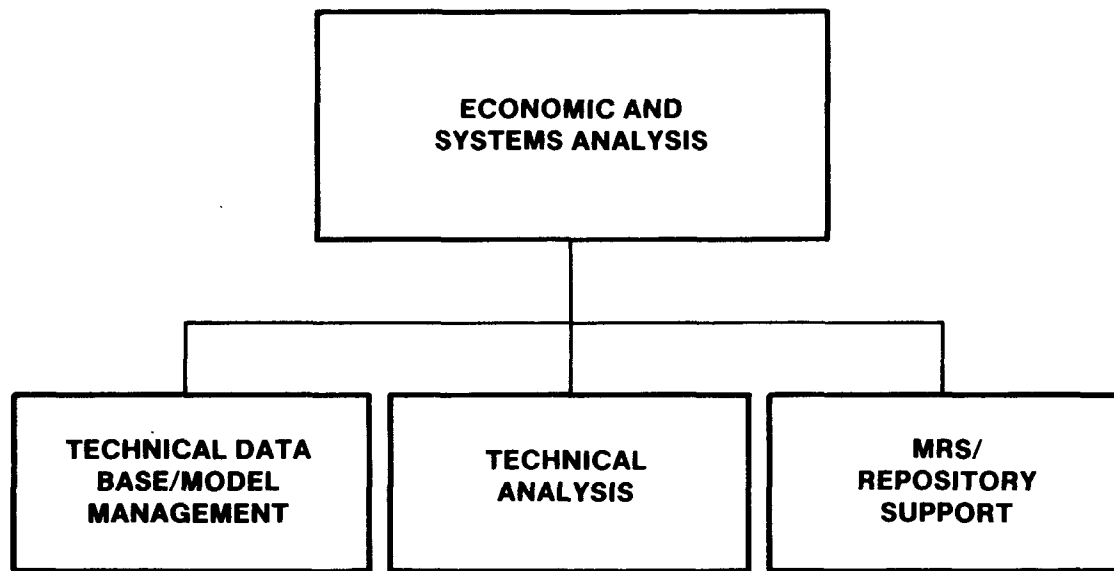 ECONOMIC AND
SYSTEMS ANALYSIS
TECHNICAL DATA
BASE/MODEL
MANAGEMENT
TECHNICAL
ANALYSIS
MRS/
REPOSITORY
SUPPORT